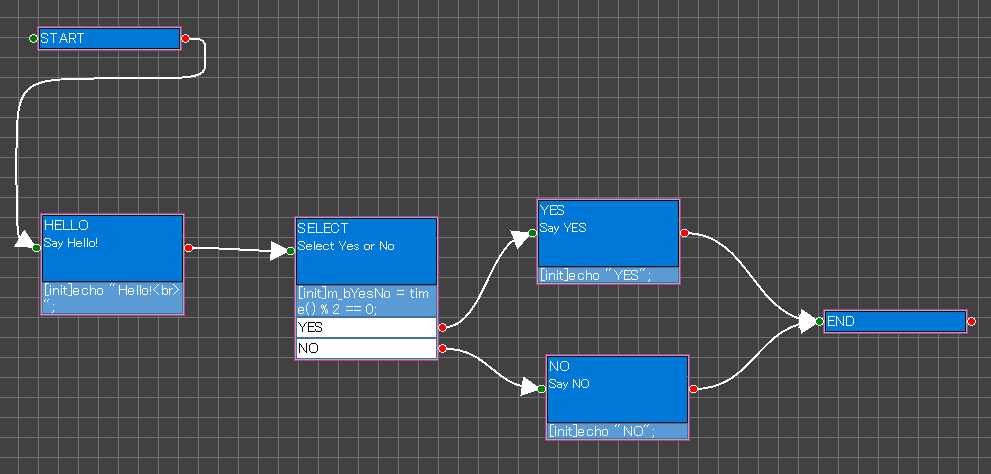 START
HELLO
Say Hello!
[init]echo "Hello!<br>
";
SELECT
Select Yes or No
[init]m_bYesNo = tim
e() % 2 == 0;
YES
NO
YES
Say YES
[init]echo "YES";
NO
Say NO
[init]echo "NO";
END